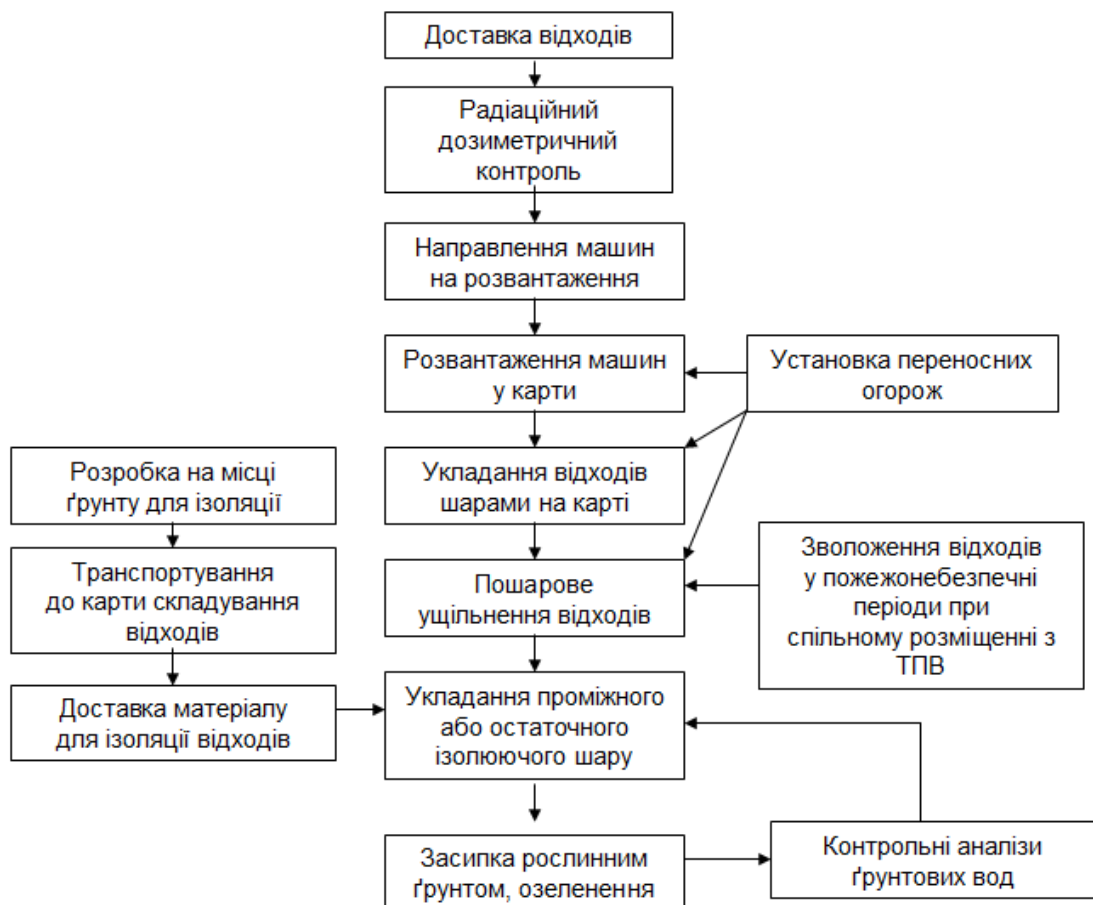 Доставка відходів
Радіаційний
дозиметричний
контроль
Направлення машин
на розвантаження
Розвантаження машин
у карти
Установка переносних
огорож
Розробка на місці
ґрунту для ізоляції
Укладання відходів
шарами на карті
Транспортування
до карти складування
відходів
Пошарове
ущільнення відходів
Зволоження відходів
у пожежонебезпечні
періоди при
спільному розміщенні з
ТПВ
Доставка матеріалу
для ізоляції відходів
Укладання проміжного
або остаточного
ізолюючого шару
Засипка рослинним
ґрунтом, озеленення
Контрольні аналізи
ґрунтових вод